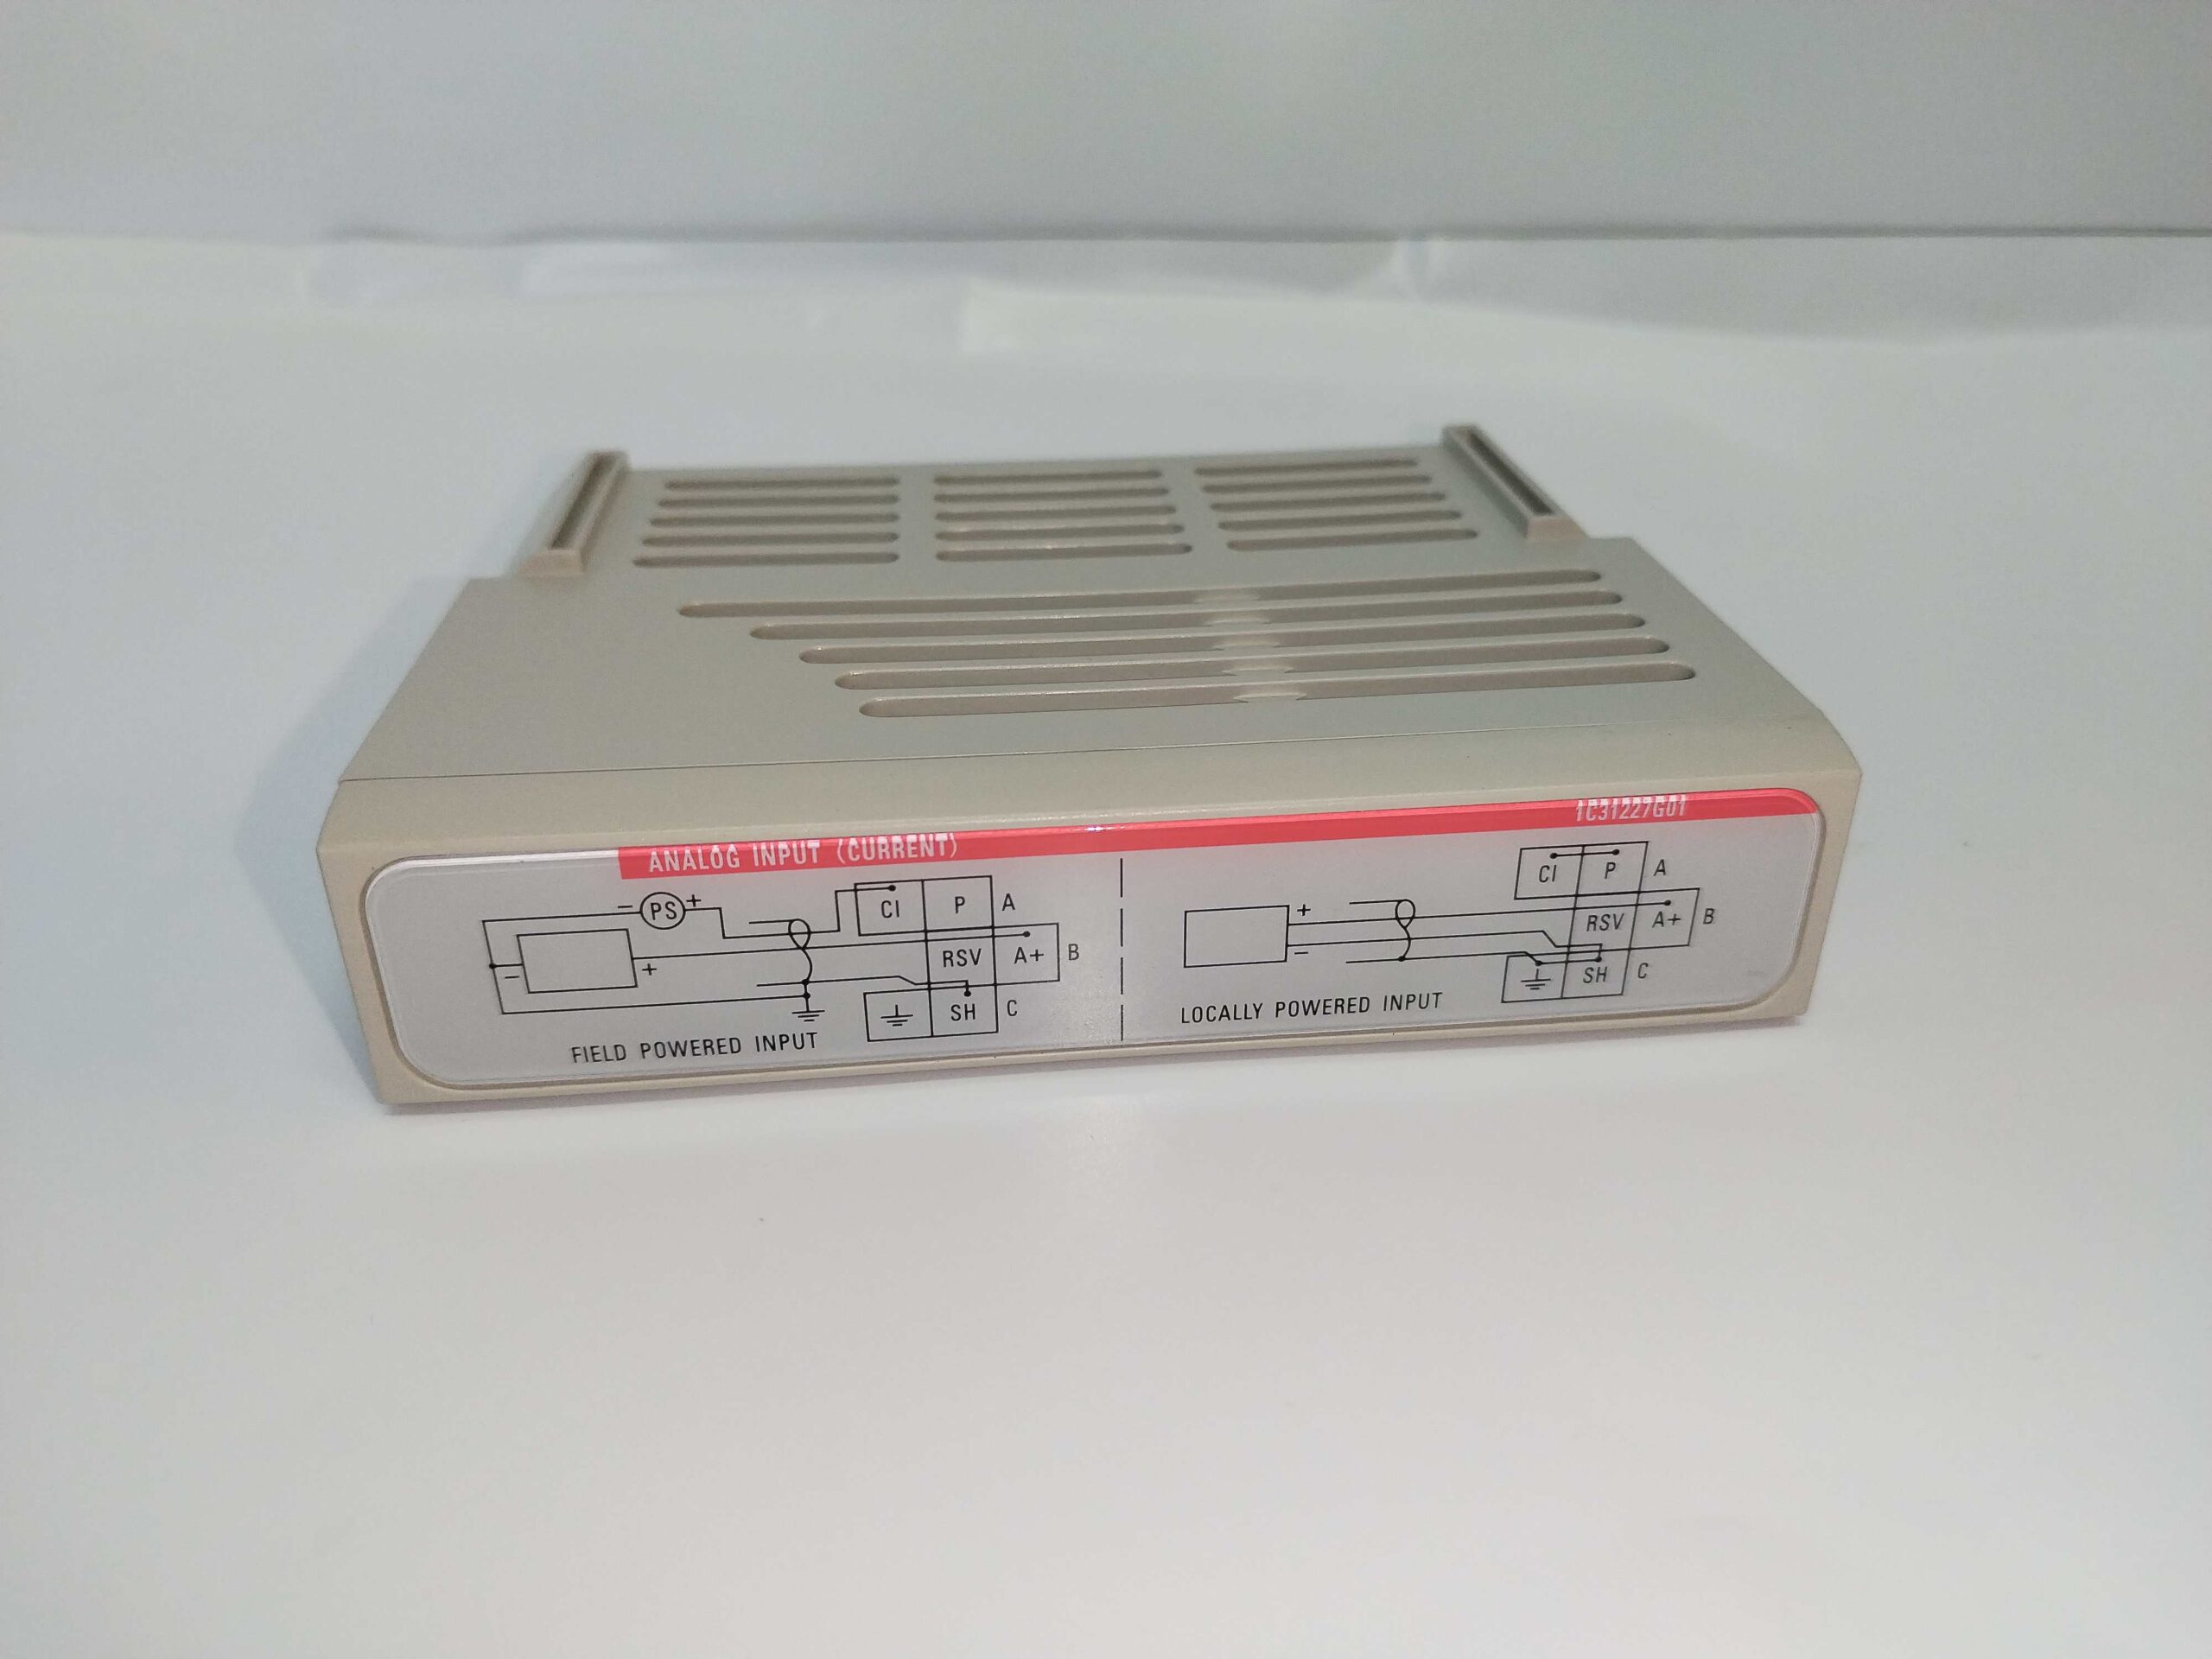 ANALOG INPUT (CURRENT)
1C31227G01
− PS +
CI P A
RSV A+ B
− +
SH C
FIELD POWERED INPUT
CI P A
+
RSV A+ B
−
SH C
LOCALLY POWERED INPUT